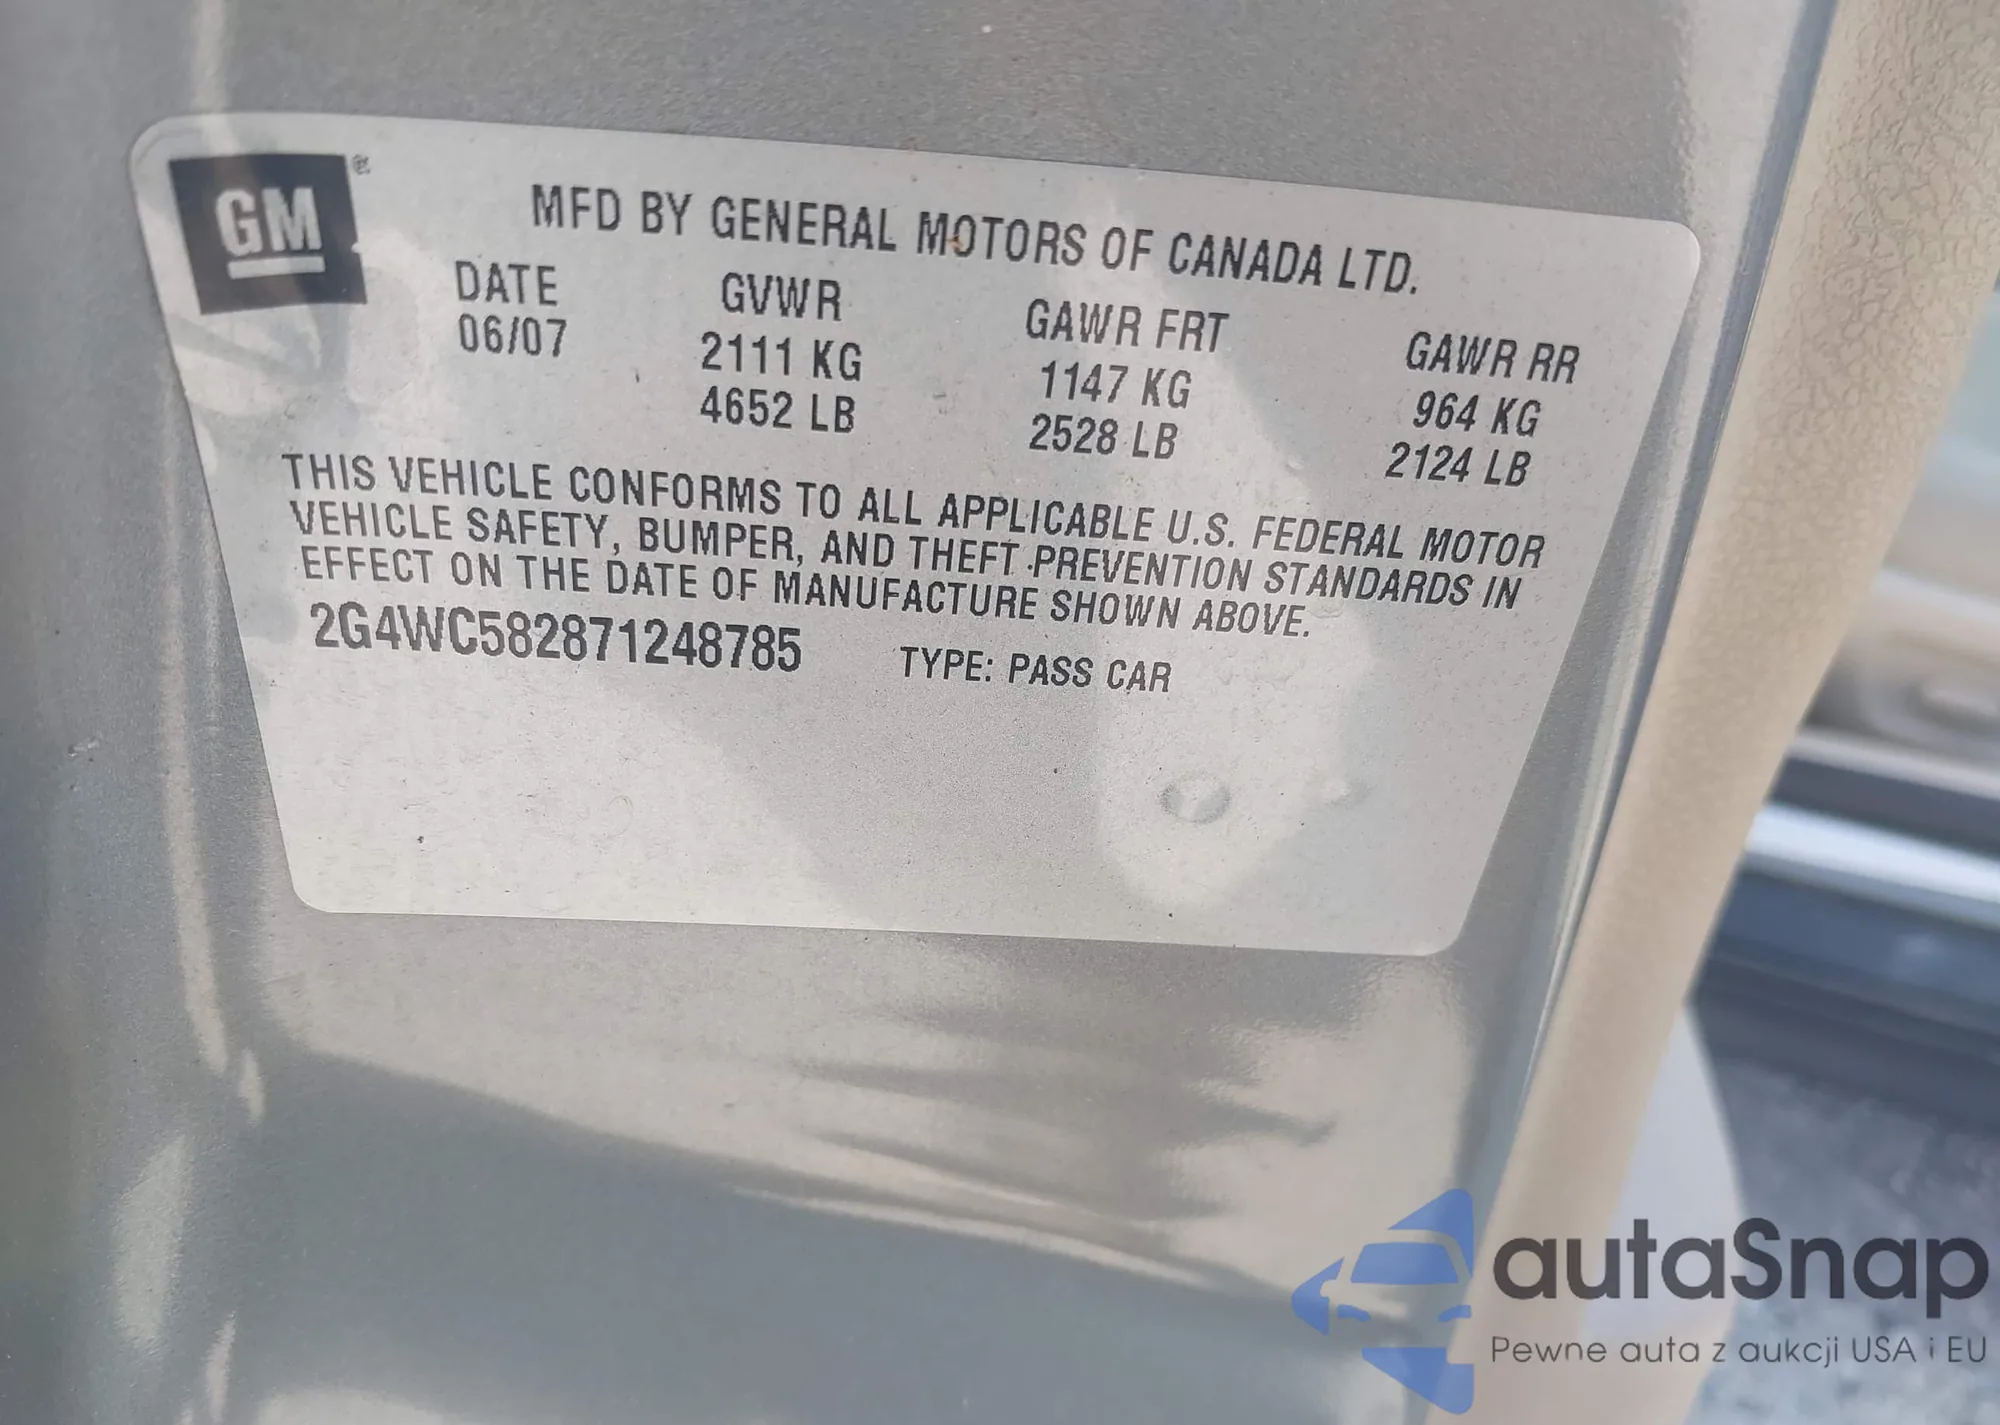 GM®
MFD BY GENERAL MOTORS OF CANADA LTD.
DATE GVWR GAWR FRT GAWR RR
06/07 2111 KG 1147 KG 964 KG
4652 LB 2528 LB 2124 LB
THIS VEHICLE CONFORMS TO ALL APPLICABLE U.S. FEDERAL MOTOR
VEHICLE SAFETY, BUMPER, AND THEFT PREVENTION STANDARDS IN
EFFECT ON THE DATE OF MANUFACTURE SHOWN ABOVE.
2G4WC582871248785 TYPE: PASS CAR
autaSnap
Pewne auta z aukcji USA i EU